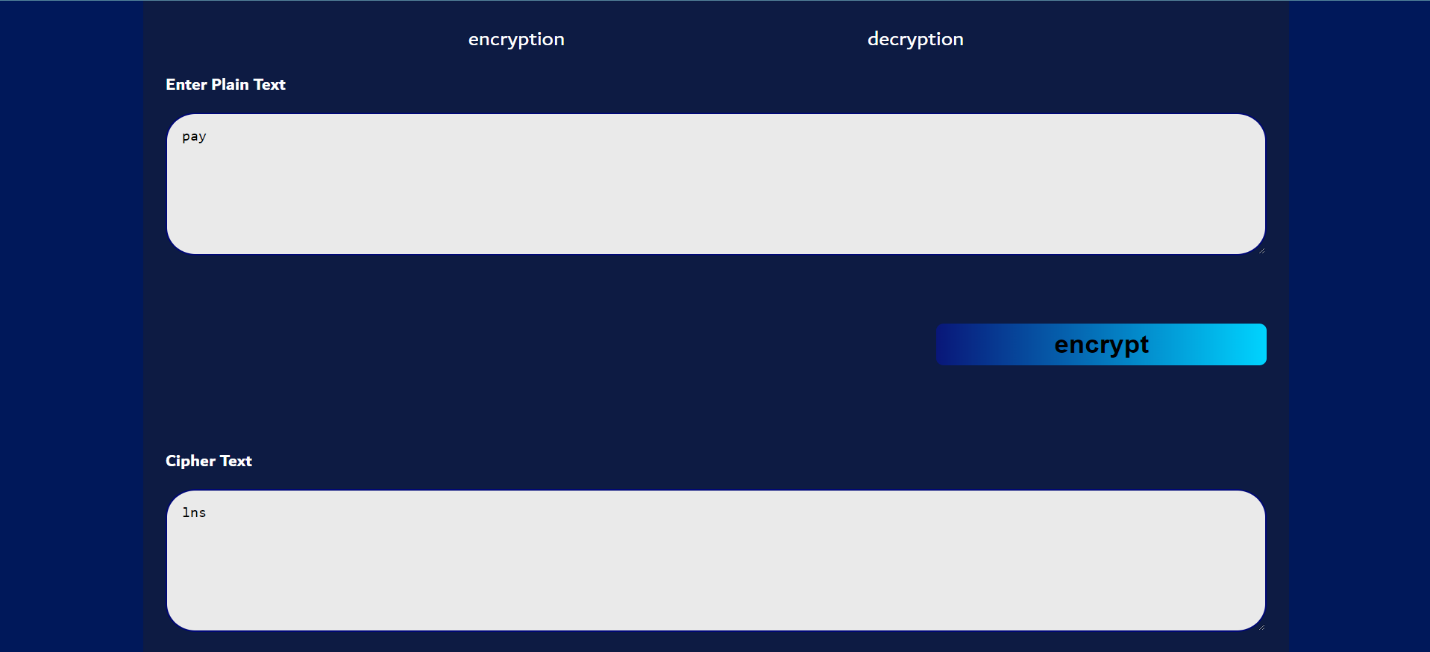 encryption decryption
Enter Plain Text
pay
encrypt
Cipher Text
lns